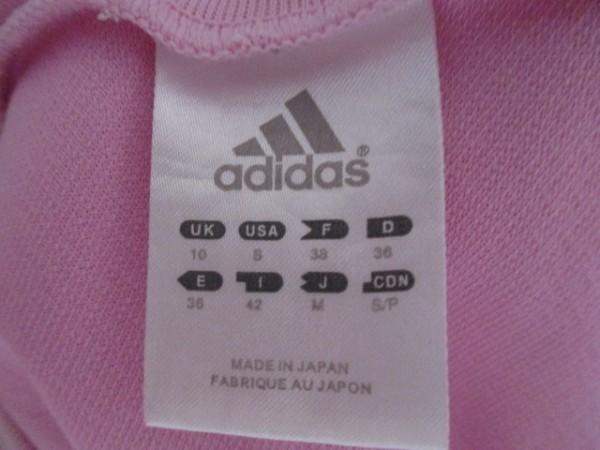 adidas®
UK USA F D
10 S 38 36
E I J CDN
36 42 M S/P
MADE IN JAPAN
FABRIQUE AU JAPON